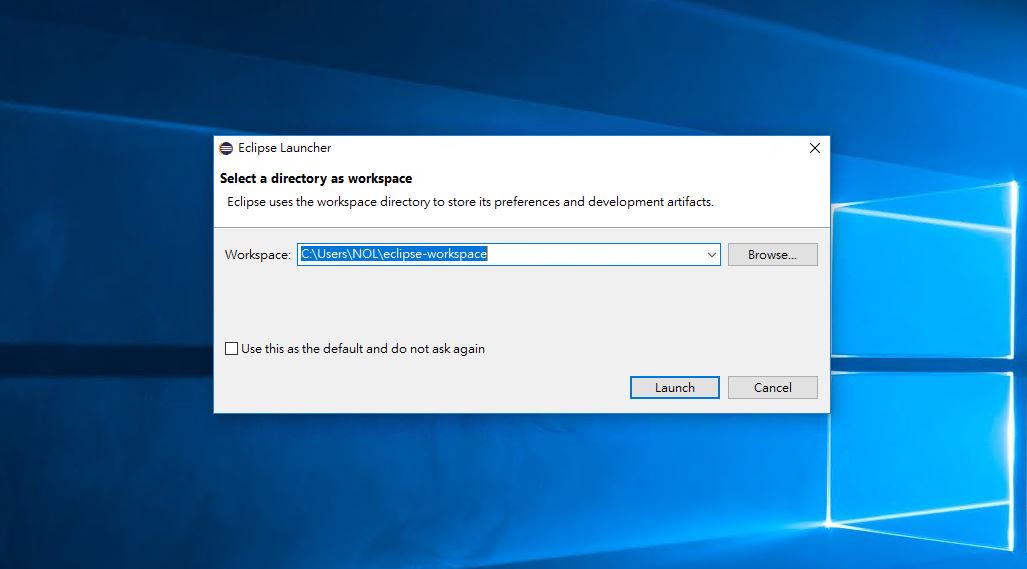 Eclipse Launcher
Select a directory as workspace
Eclipse uses the workspace directory to store its preferences and development artifacts.
Workspace: C:\Users\NOL\eclipse-workspace Browse...
Use this as the default and do not ask again
Launch Cancel